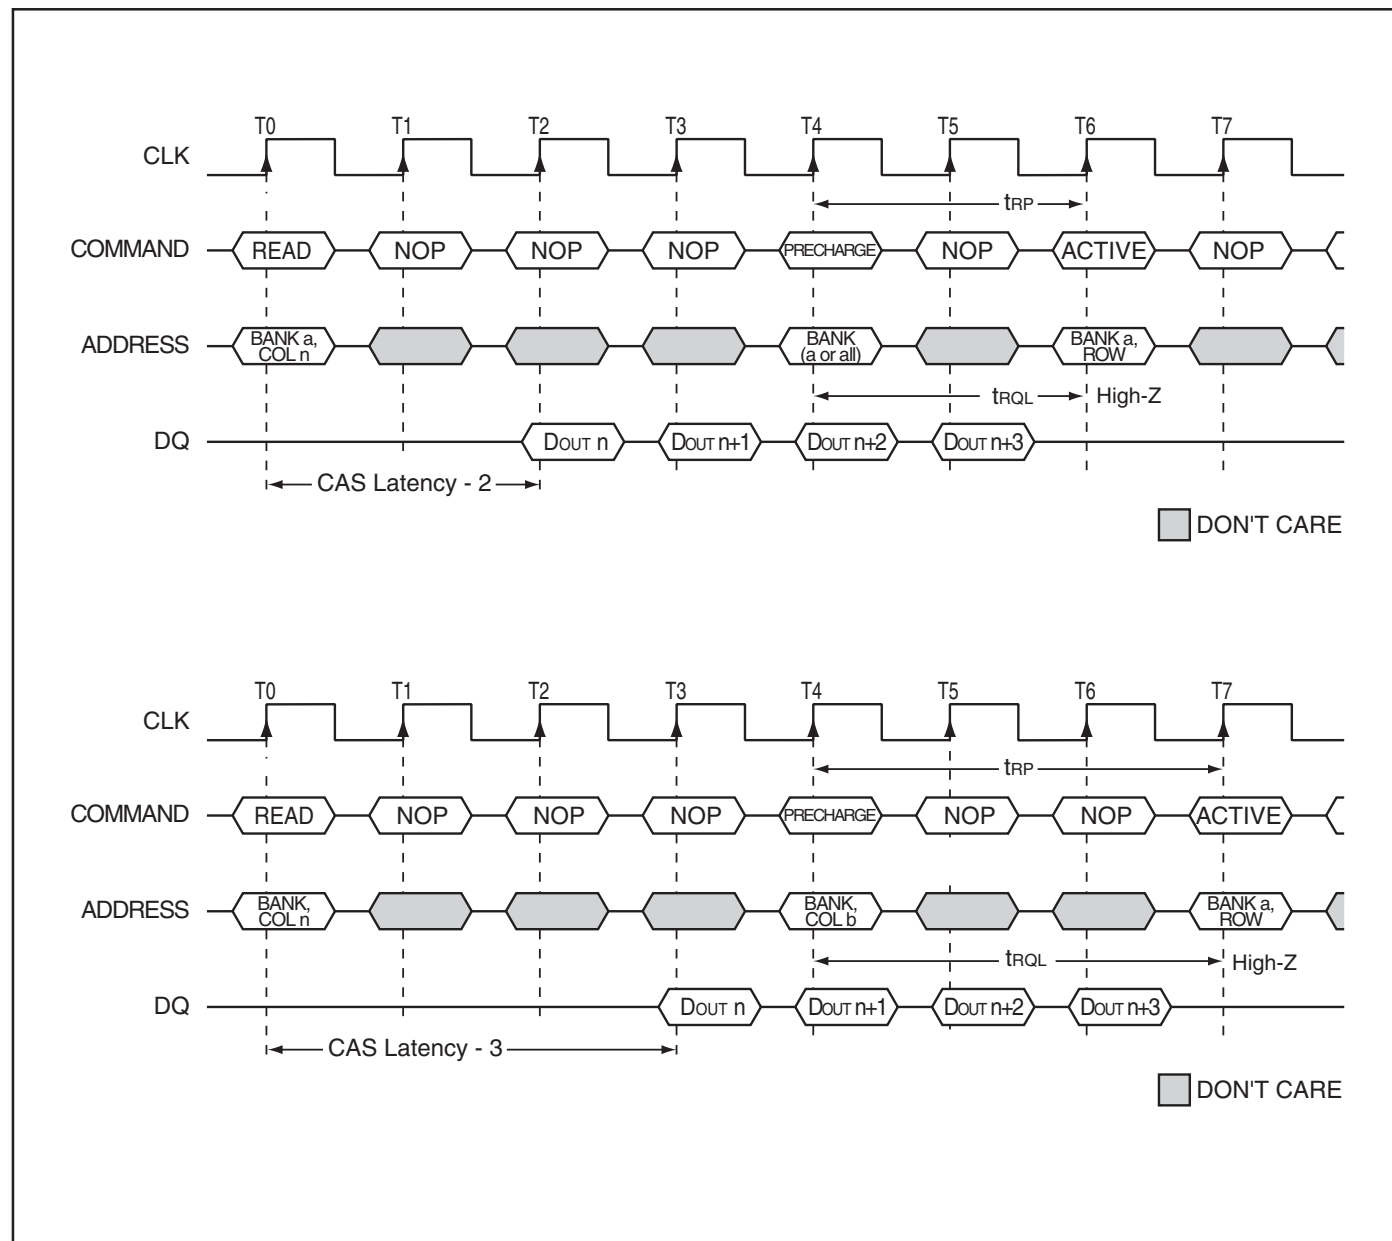 T0 T1 T2 T3 T4 T5 T6 T7
CLK
tRP
COMMAND READ NOP NOP NOP PRECHARGE NOP ACTIVE NOP
ADDRESS BANK a, COL n BANK (a or all) BANK a, ROW
tRQL High-Z
DQ DOUT n DOUT n+1 DOUT n+2 DOUT n+3
CAS Latency - 2
DON'T CARE
T0 T1 T2 T3 T4 T5 T6 T7
CLK
tRP
COMMAND READ NOP NOP NOP PRECHARGE NOP NOP ACTIVE
ADDRESS BANK, COL n BANK, COL b BANK a, ROW
tRQL High-Z
DQ DOUT n DOUT n+1 DOUT n+2 DOUT n+3
CAS Latency - 3
DON'T CARE